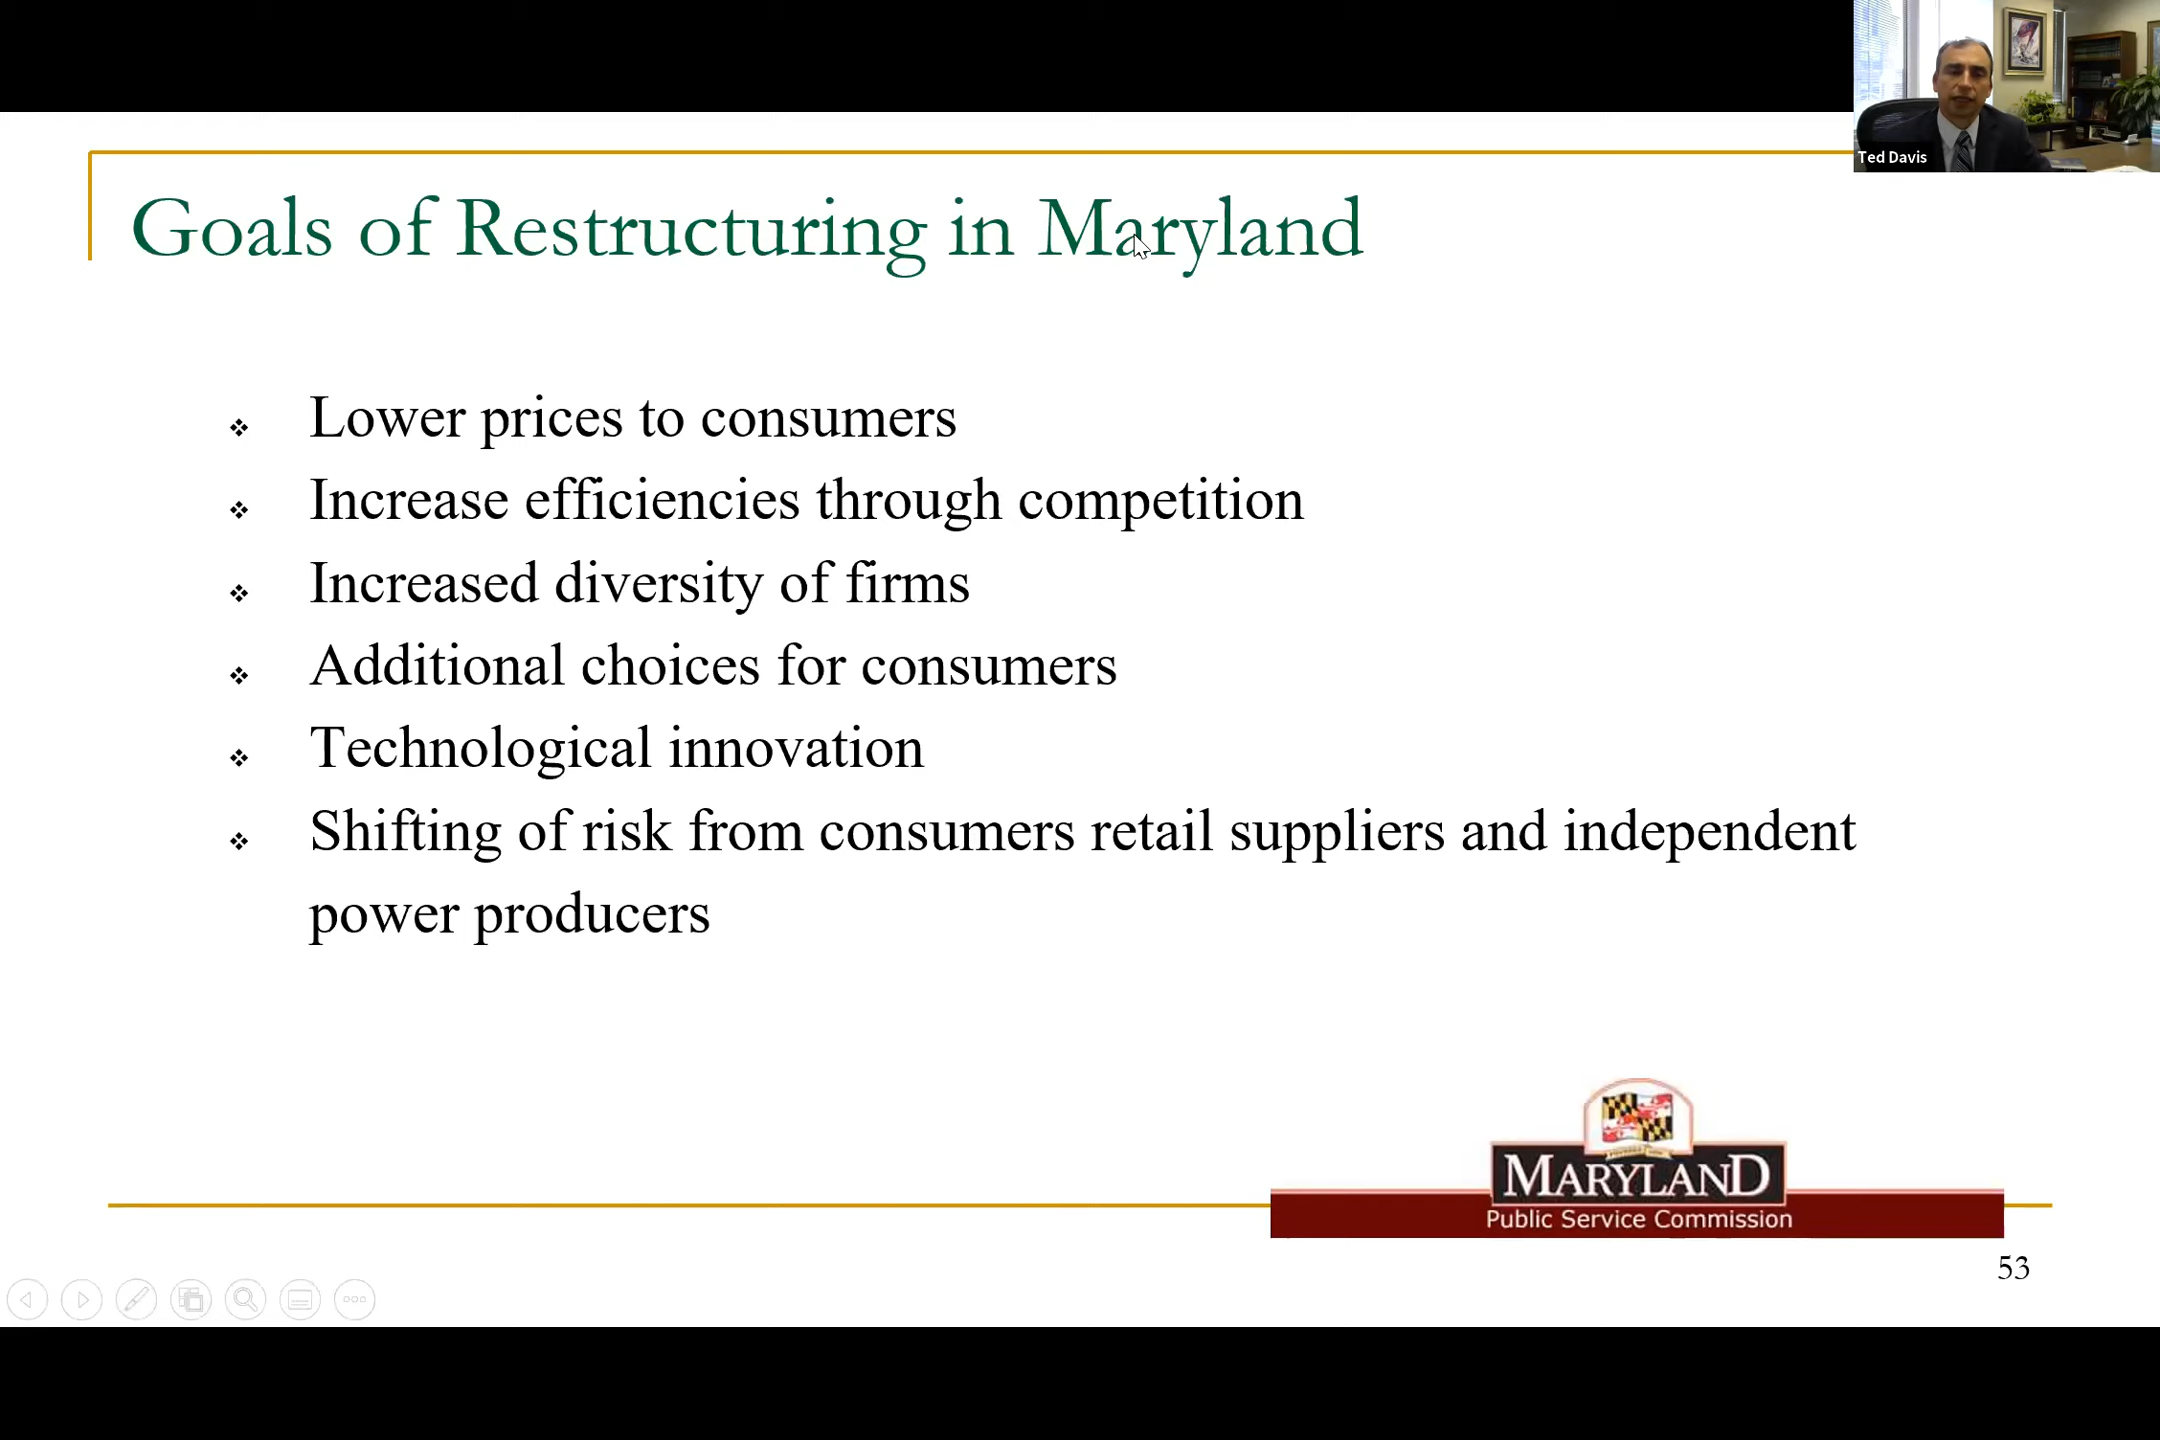 Ted Davis
Goals of Restructuring in Maryland
Lower prices to consumers
Increase efficiencies through competition
Increased diversity of firms
Additional choices for consumers
Technological innovation
Shifting of risk from consumers retail suppliers and independent
power producers
MARYLAND
Public Service Commission
53